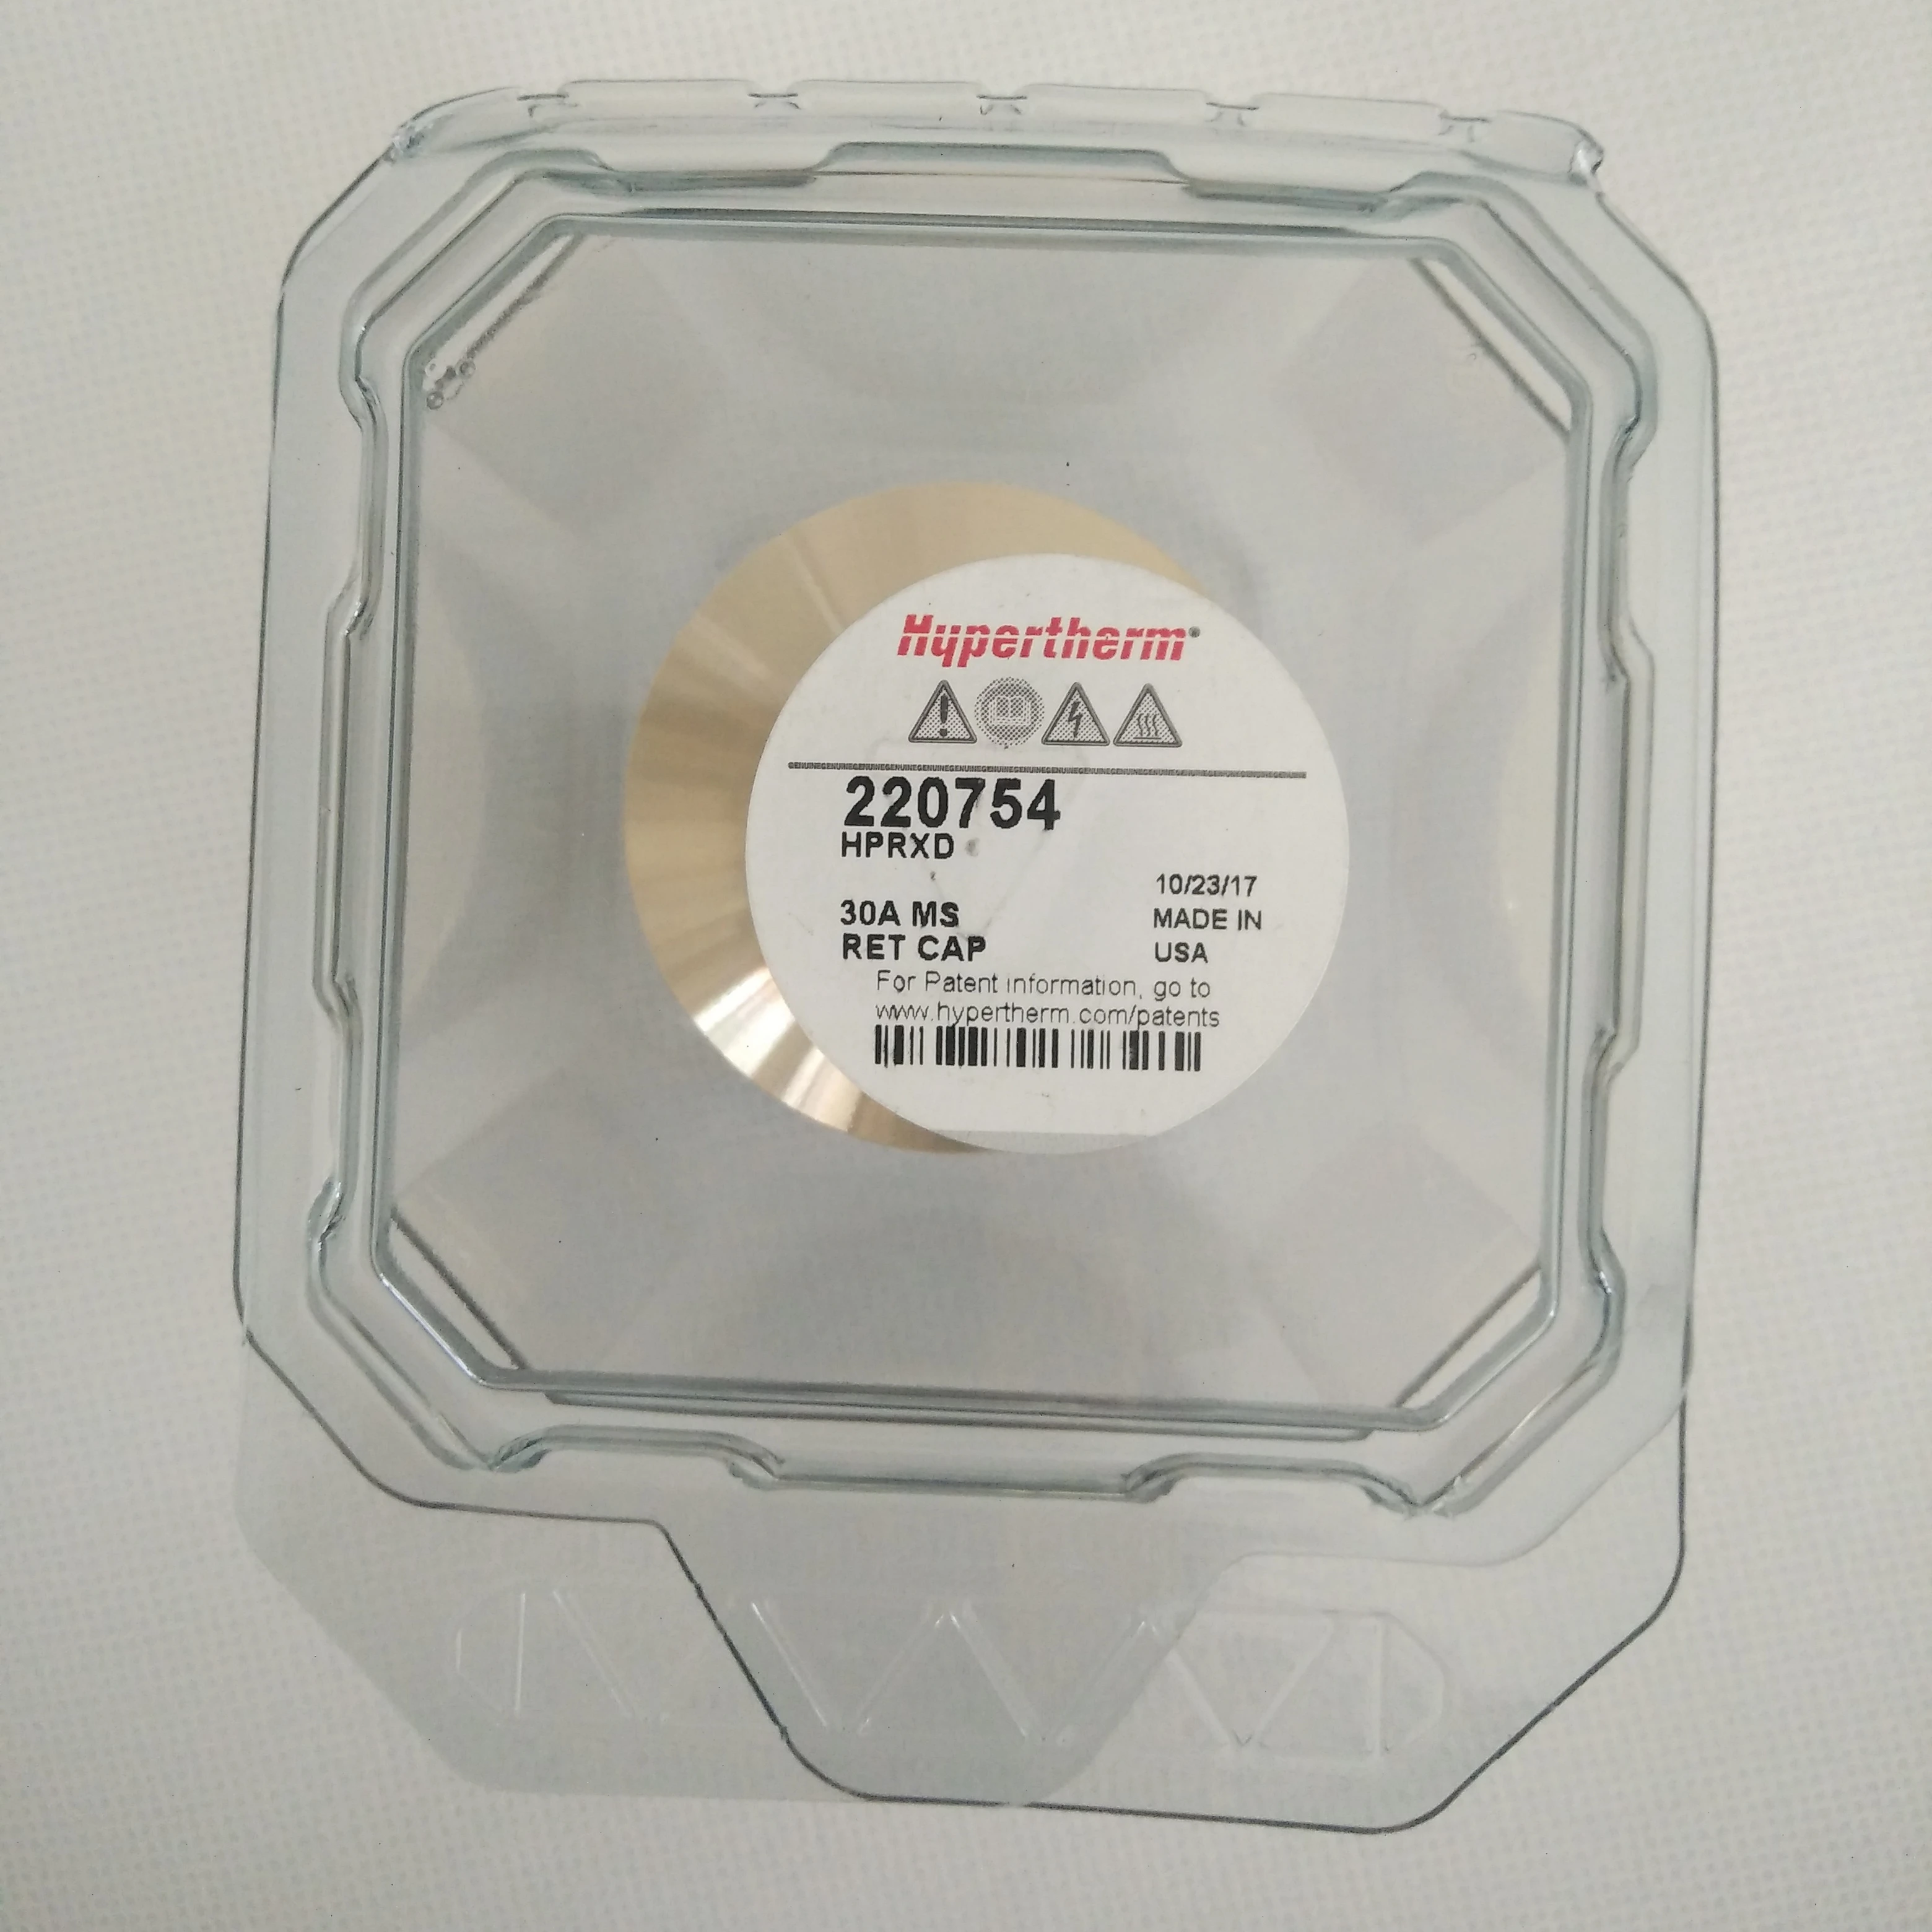 Hypertherm®
GENUINEGENUINEGENUINEGENUINEGENUINEGENUINEGENUINEGENUINEGENUINEGENUINEGENUINE
220754
HPRXD
10/23/17
30A MS
MADE IN
RET CAP
USA
For Patent information, go to
www.hypertherm.com/patents